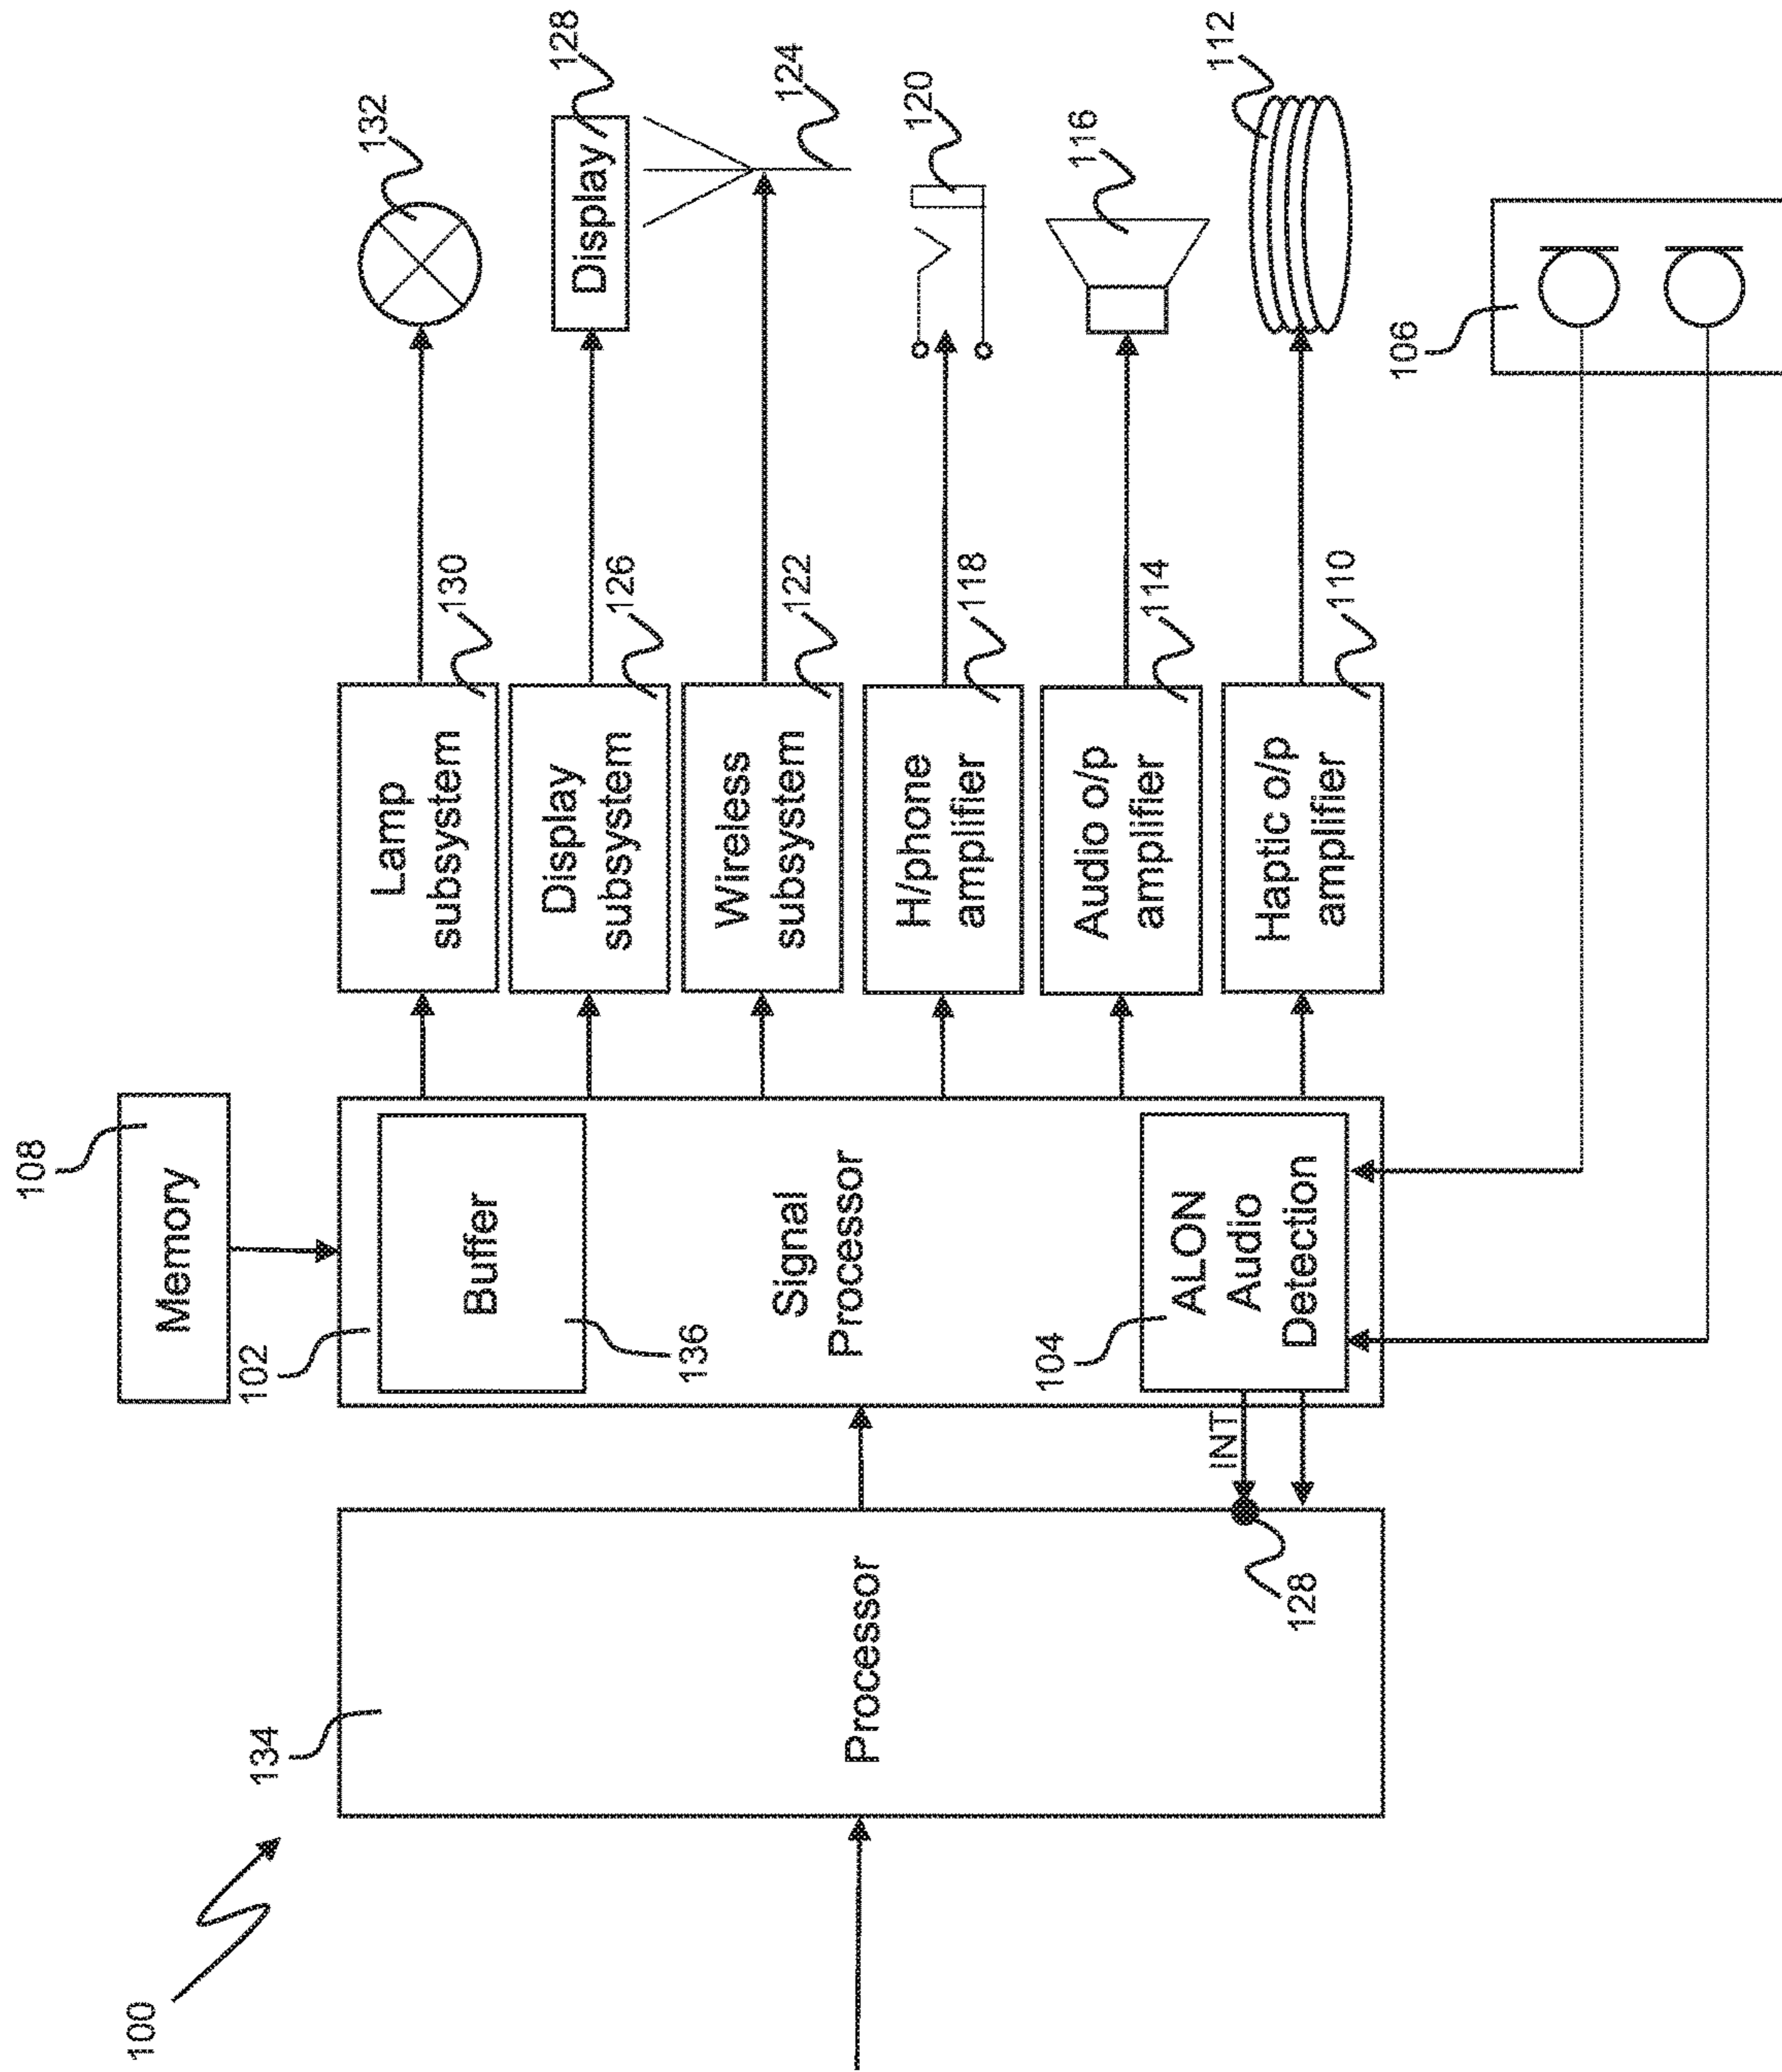 100
108
Memory
102
134
Processor
INT
128
Buffer
136
Signal
Processor
104
ALON
Audio
Detection
Lamp
subsystem
130
132
Display
subsystem
126
Display
128
Wireless
subsystem
122
124
H/phone
amplifier
118
120
Audio o/p
amplifier
114
116
Haptic o/p
amplifier
110
112
106